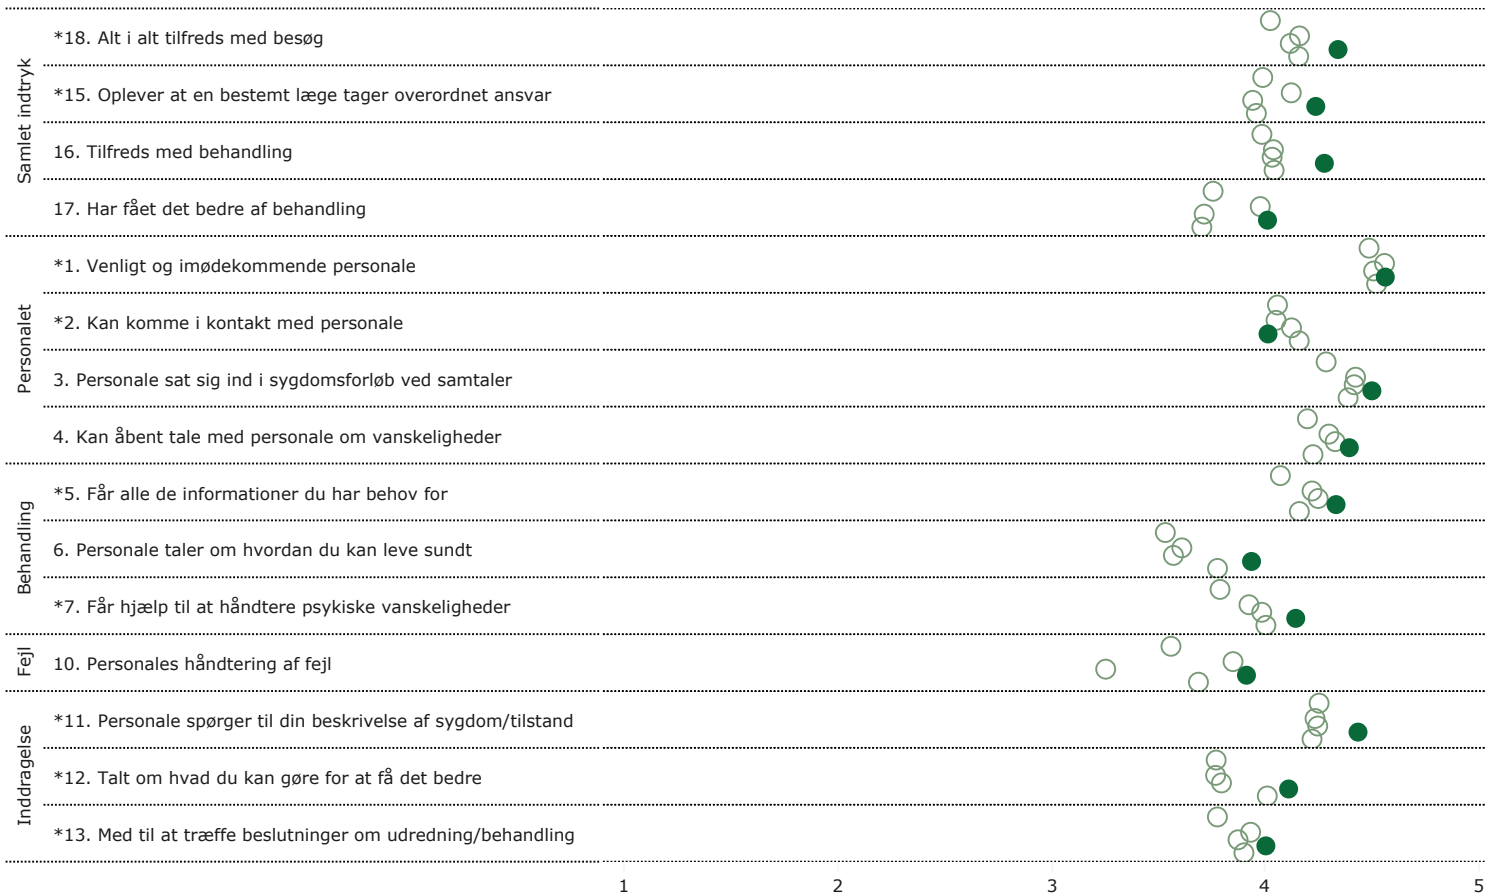 Samlet indtryk
*18. Alt i alt tilfreds med besøg
*15. Oplever at en bestemt læge tager overordnet ansvar
16. Tilfreds med behandling
17. Har fået det bedre af behandling
Personalet
*1. Venligt og imødekommende personale
*2. Kan komme i kontakt med personale
3. Personale sat sig ind i sygdomsforløb ved samtaler
4. Kan åbent tale med personale om vanskeligheder
Behandling
*5. Får alle de informationer du har behov for
6. Personale taler om hvordan du kan leve sundt
*7. Får hjælp til at håndtere psykiske vanskeligheder
Fejl
10. Personales håndtering af fejl
Inddragelse
*11. Personale spørger til din beskrivelse af sygdom/tilstand
*12. Talt om hvad du kan gøre for at få det bedre
*13. Med til at træffe beslutninger om udredning/behandling
1 2 3 4 5